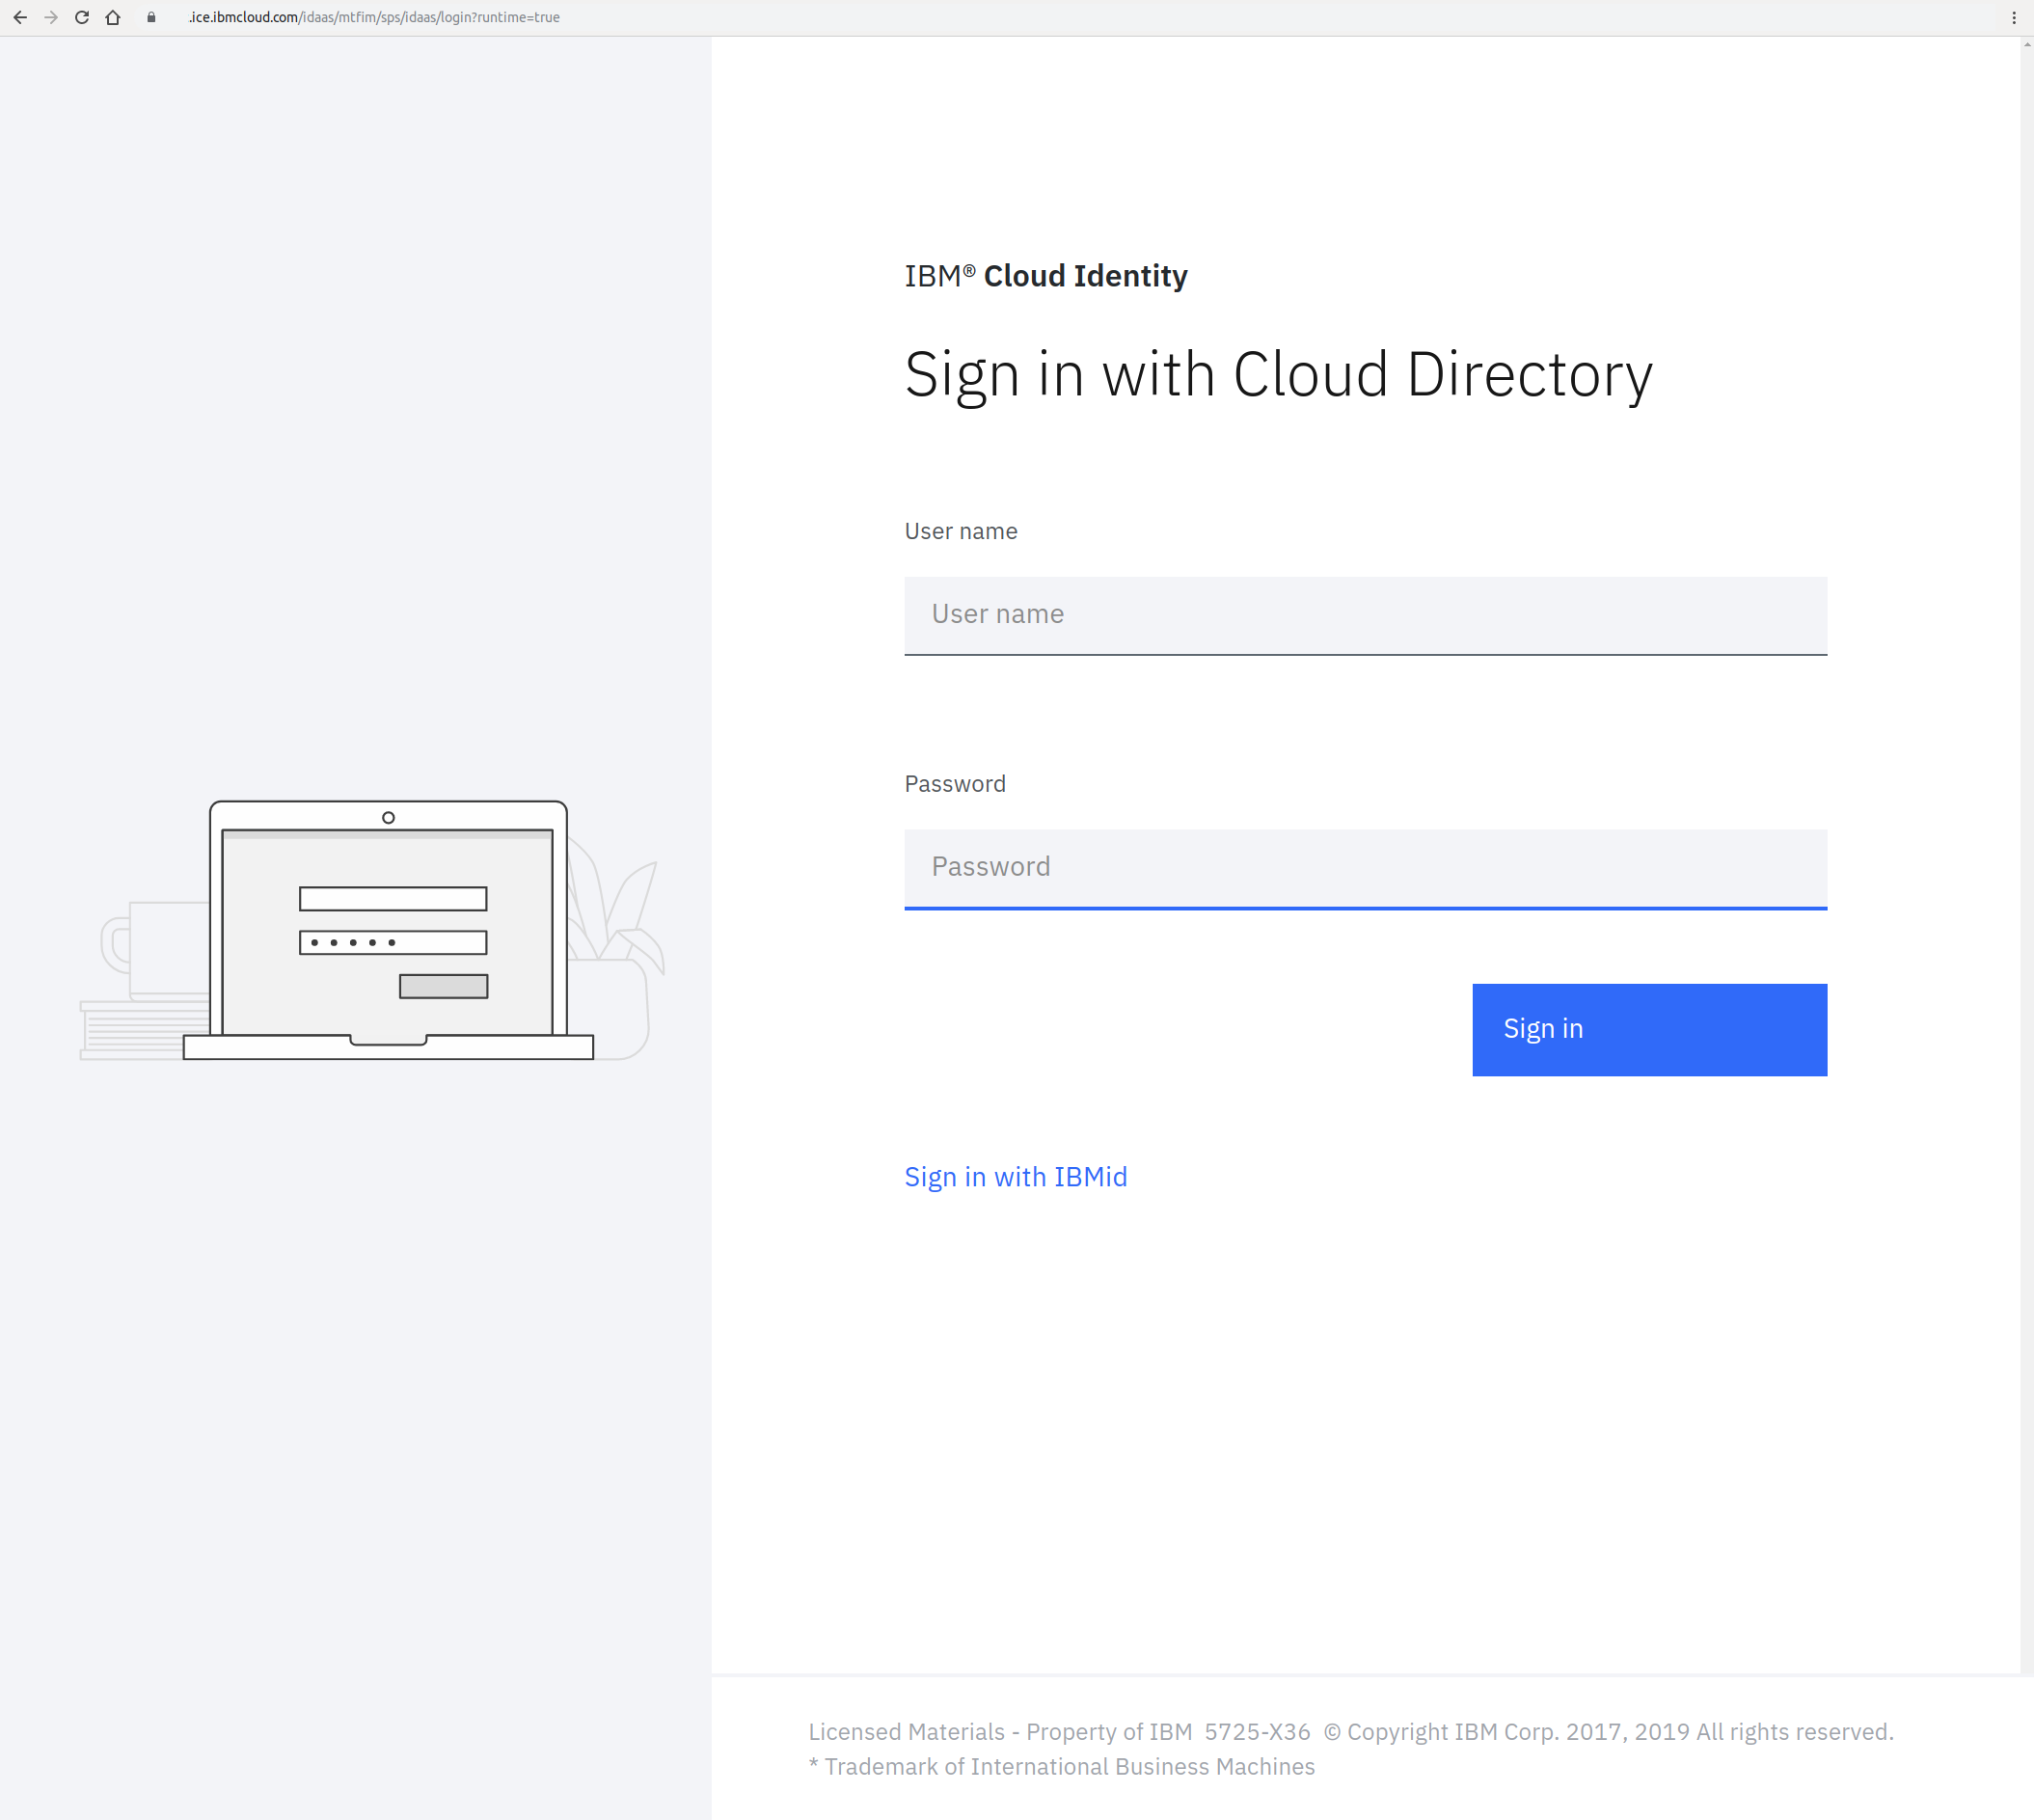 .ice.ibmcloud.com/idaas/mtfim/sps/idaas/login?runtime=true
IBM® Cloud Identity
Sign in with Cloud Directory
User name
User name
Password
Password
Sign in
Sign in with IBMid
Licensed Materials - Property of IBM 5725-X36 © Copyright IBM Corp. 2017, 2019 All rights reserved.
* Trademark of International Business Machines